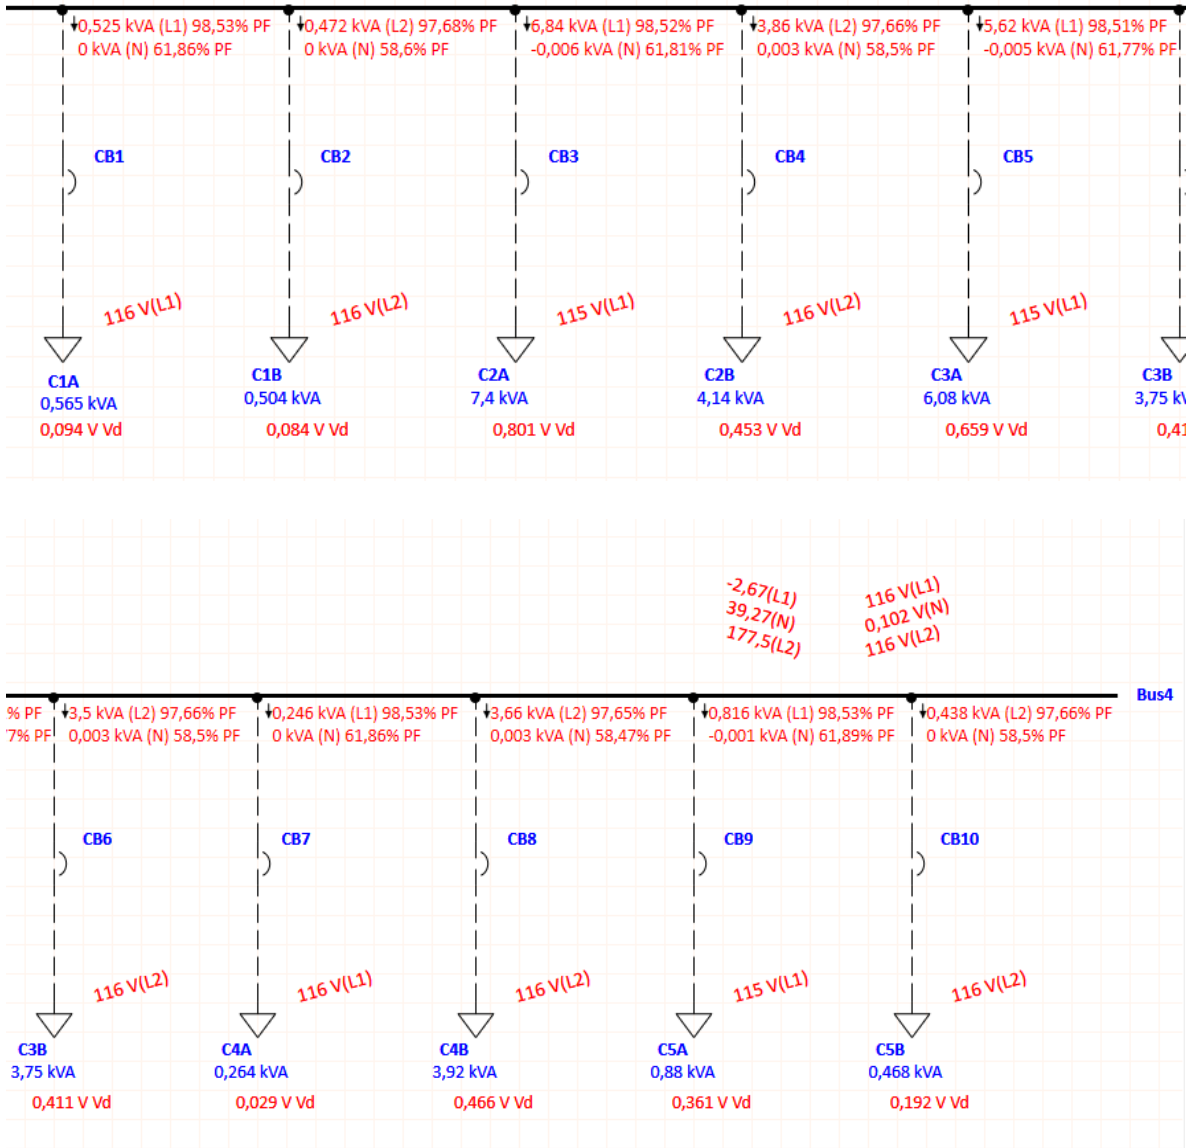 0,525 kVA (L1) 98,53% PF
0 kVA (N) 61,86% PF
0,472 kVA (L2) 97,68% PF
0 kVA (N) 58,6% PF
6,84 kVA (L1) 98,52% PF
-0,006 kVA (N) 61,81% PF
3,86 kVA (L2) 97,66% PF
0,003 kVA (N) 58,5% PF
5,62 kVA (L1) 98,51% PF
-0,005 kVA (N) 61,77% PF
CB1
CB2
CB3
CB4
CB5
116 V(L1)
116 V(L2)
115 V(L1)
116 V(L2)
115 V(L1)
C1A
0,565 kVA
0,094 V Vd
C1B
0,504 kVA
0,084 V Vd
C2A
7,4 kVA
0,801 V Vd
C2B
4,14 kVA
0,453 V Vd
C3A
6,08 kVA
0,659 V Vd
C3B
3,75 kV
0,41
-2,67(L1)
39,27(N)
177,5(L2)
116 V(L1)
0,102 V(N)
116 V(L2)
Bus4
% PF
7% PF
3,5 kVA (L2) 97,66% PF
0,003 kVA (N) 58,5% PF
0,246 kVA (L1) 98,53% PF
0 kVA (N) 61,86% PF
3,66 kVA (L2) 97,65% PF
0,003 kVA (N) 58,47% PF
0,816 kVA (L1) 98,53% PF
-0,001 kVA (N) 61,89% PF
0,438 kVA (L2) 97,66% PF
0 kVA (N) 58,5% PF
CB6
CB7
CB8
CB9
CB10
116 V(L2)
116 V(L1)
116 V(L2)
115 V(L1)
116 V(L2)
C3B
3,75 kVA
0,411 V Vd
C4A
0,264 kVA
0,029 V Vd
C4B
3,92 kVA
0,466 V Vd
C5A
0,88 kVA
0,361 V Vd
C5B
0,468 kVA
0,192 V Vd